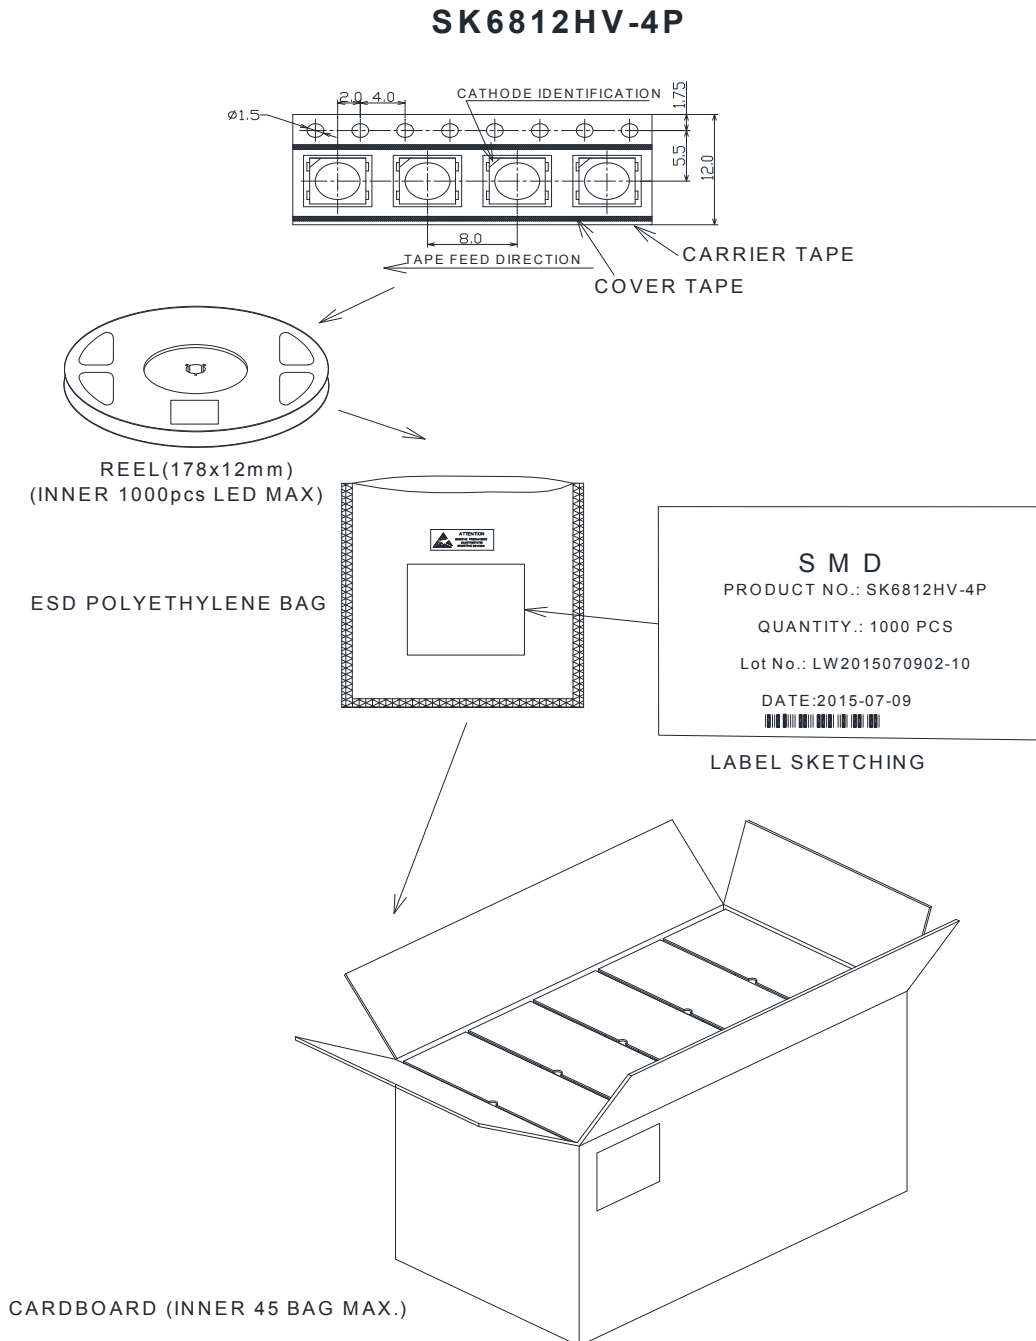 SK6812HV-4P
2.0
4.0
CATHODE IDENTIFICATION
1.75
ø1.5
5.5
12.0
8.0
CARRIER TAPE
TAPE FEED DIRECTION
COVER TAPE
REEL(178x12mm)
(INNER 1000pcs LED MAX)
ATTENTION
S M D
PRODUCT NO.: SK6812HV-4P
ESD POLYETHYLENE BAG
QUANTITY.: 1000 PCS
Lot No.: LW2015070902-10
DATE:2015-07-09
LABEL SKETCHING
CARDBOARD (INNER 45 BAG MAX.)